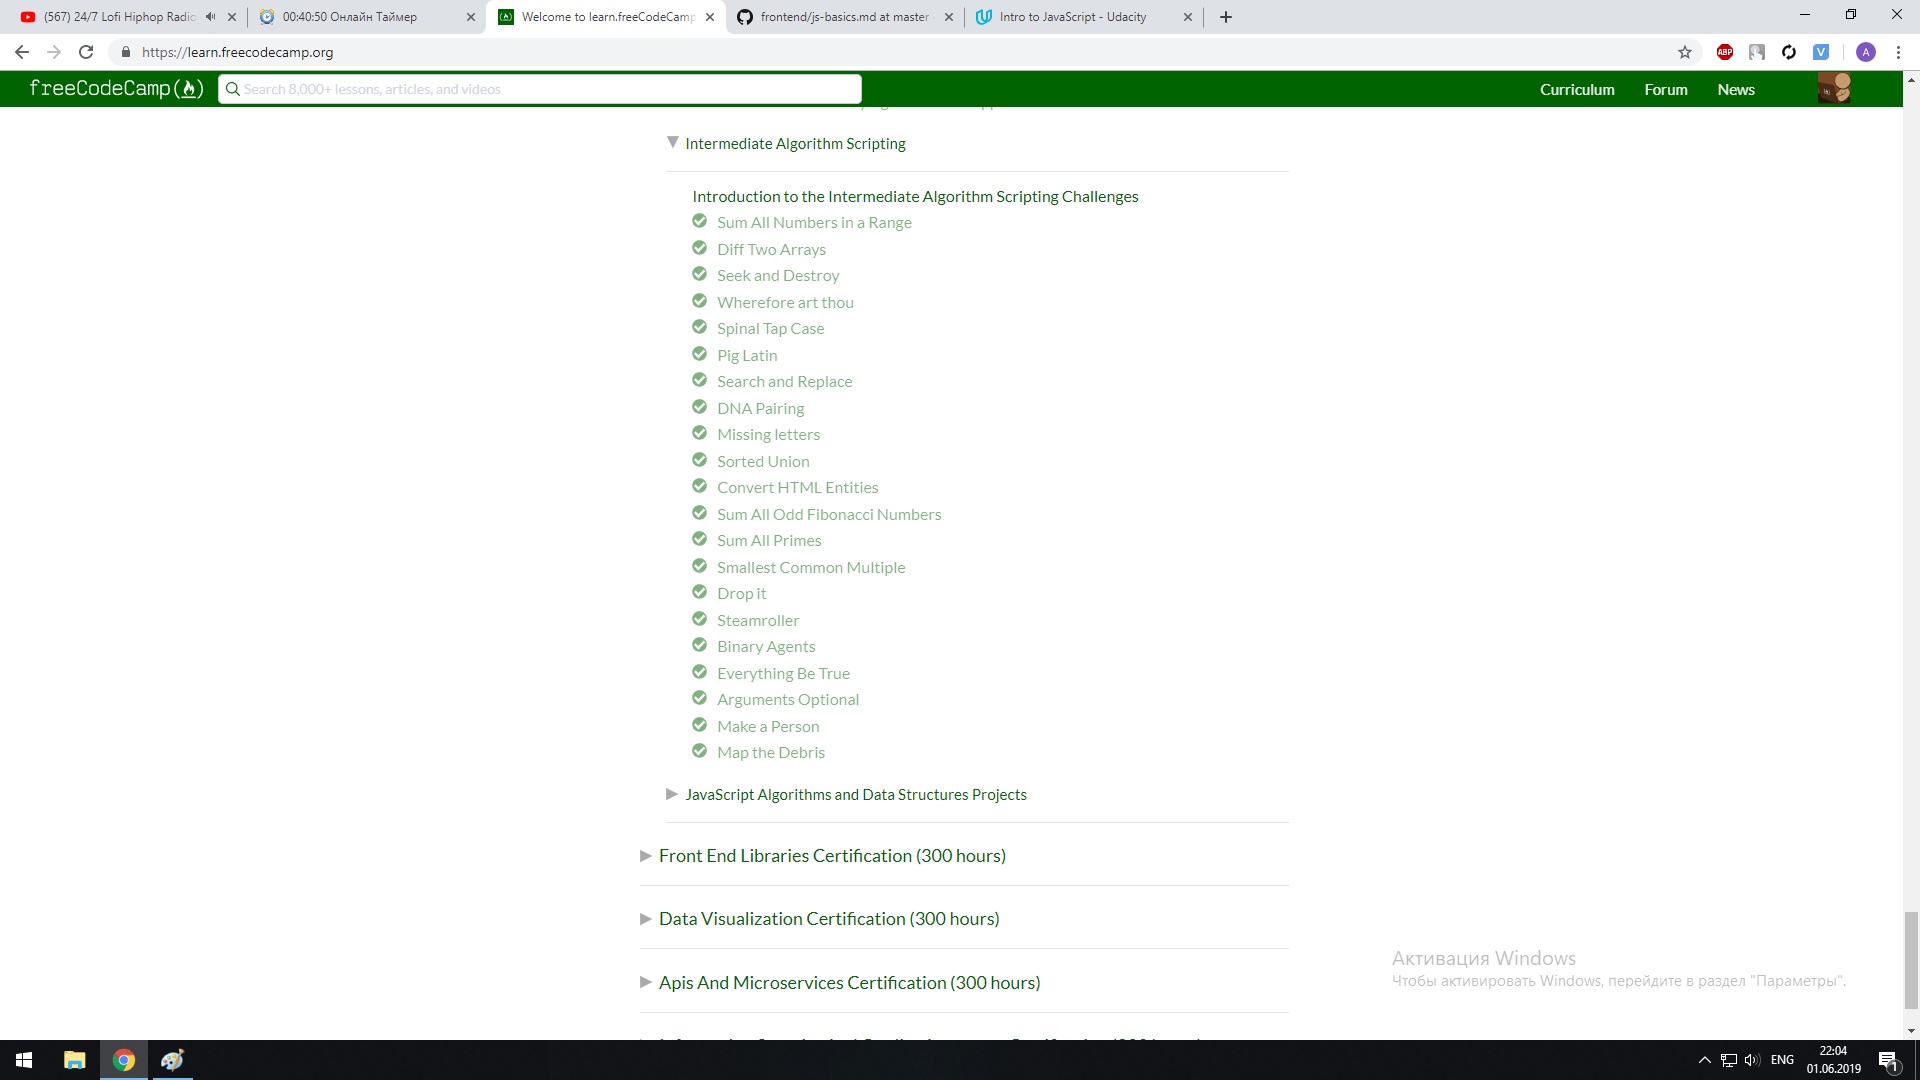 (567) 24/7 Lofi Hiphop Radio
00:40:50 Онлайн Таймер
Welcome to learn.freeCodeCamp
frontend/js-basics.md at master
Intro to JavaScript - Udacity
https://learn.freecodecamp.org
ABP
V
A
freeCodeCamp
Search 8,000+ lessons, articles, and videos
Curriculum
Forum
News
Intermediate Algorithm Scripting
Introduction to the Intermediate Algorithm Scripting Challenges
Sum All Numbers in a Range
Diff Two Arrays
Seek and Destroy
Wherefore art thou
Spinal Tap Case
Pig Latin
Search and Replace
DNA Pairing
Missing letters
Sorted Union
Convert HTML Entities
Sum All Odd Fibonacci Numbers
Sum All Primes
Smallest Common Multiple
Drop it
Steamroller
Binary Agents
Everything Be True
Arguments Optional
Make a Person
Map the Debris
JavaScript Algorithms and Data Structures Projects
Front End Libraries Certification (300 hours)
Data Visualization Certification (300 hours)
Apis And Microservices Certification (300 hours)
Активация Windows
Чтобы активировать Windows, перейдите в раздел "Параметры".
ENG
22:04
01.06.2019
1